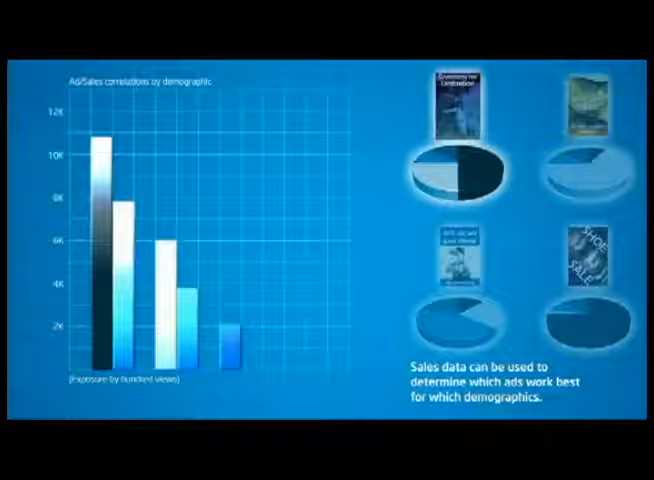 Ad/Sales correlations by demographic
12K
10K
8K
6K
4K
2K
(Exposure by hundred views)
SHOE
SALE
Sales data can be used to
determine which ads work best
for which demographics.